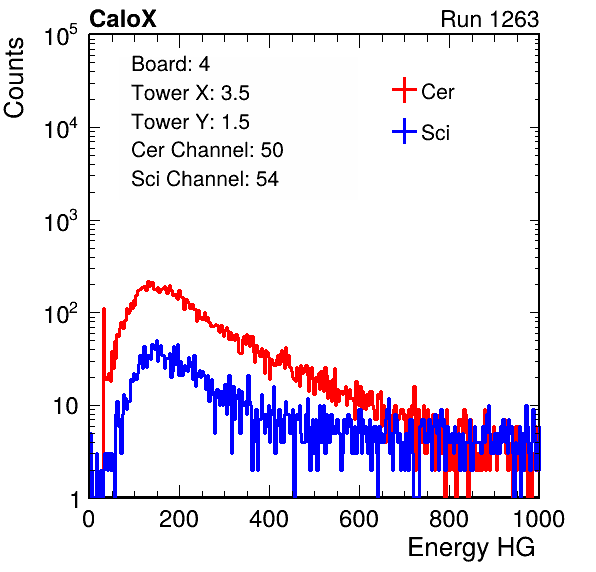 CaloX Run 1263
Counts
10^5
10^4
10^3
10^2
10
1
Board: 4
Tower X: 3.5
Tower Y: 1.5
Cer Channel: 50
Sci Channel: 54
Cer
Sci
0 200 400 600 800 1000
Energy HG